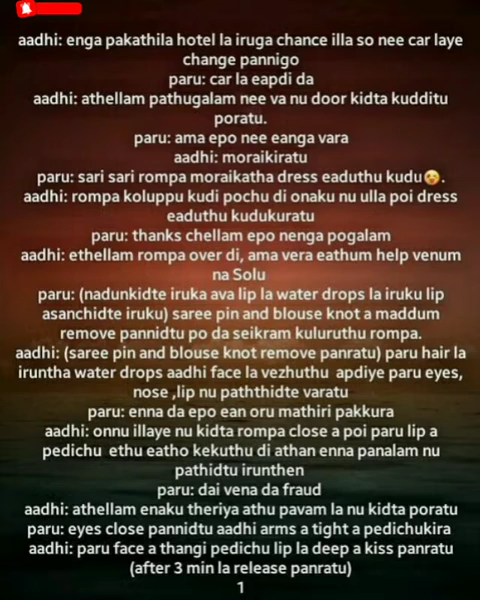 aadhi: enga pakathila hotel la iruga chance illa so nee car laye
change pannigo
paru: car la eapdi da
aadhi: athellam pathugalam nee va nu door kidta kudditu
poratu.
paru: ama epo nee eanga vara
aadhi: moraikiratu
paru: sari sari rompa moraikatha dress eaduthu kudu🥴.
aadhi: rompa koluppu kudi pochu di onaku nu ulla poi dress
eaduthu kudukuratu
paru: thanks chellam epo nenga pogalam
aadhi: ethellam rompa over di, ama vera eathum help venum
na Solu
paru: (nadunkidte iruka ava lip la water drops la iruku lip
asanchidte iruku) saree pin and blouse knot a maddum
remove pannidtu po da seikram kuluruthu rompa.
aadhi: (saree pin and blouse knot remove panratu) paru hair la
iruntha water drops aadhi face la vezhuthu apdiye paru eyes,
nose ,lip nu paththidte varatu
paru: enna da epo ean oru mathiri pakkura
aadhi: onnu illaye nu kidta rompa close a poi paru lip a
pedichu ethu eatho kekuthu di athan enna panalam nu
pathidtu irunthen
paru: dai vena da fraud
aadhi: athellam enaku theriya athu pavam la nu kidta poratu
paru: eyes close pannidtu aadhi arms a tight a pedichukira
aadhi: paru face a thangi pedichu lip la deep a kiss panratu
(after 3 min la release panratu)
1